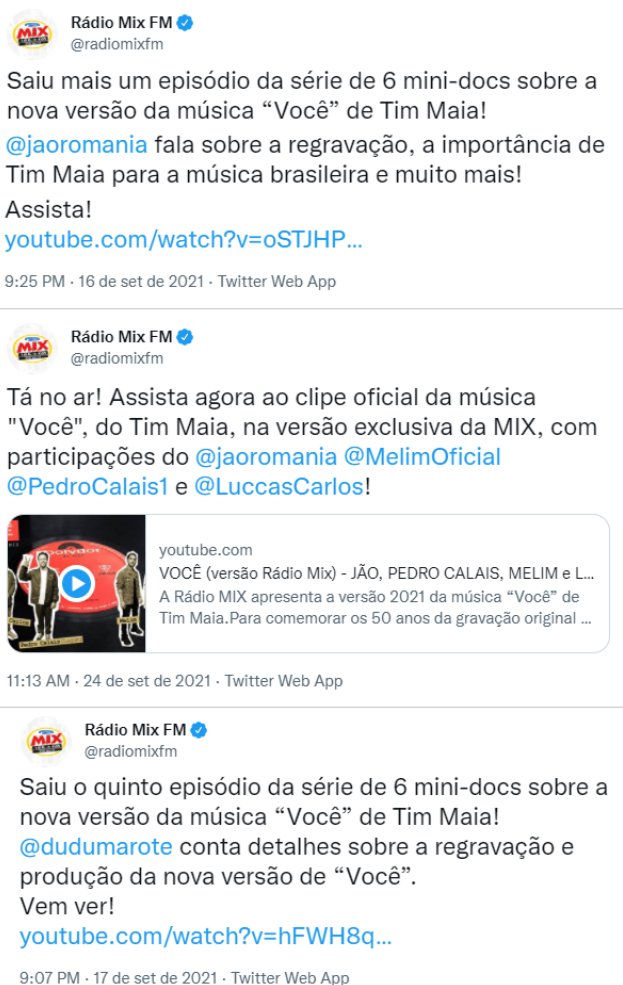 Rádio Mix FM
@radiomixfm
Saiu mais um episódio da série de 6 mini-docs sobre a
nova versão da música “Você” de Tim Maia!
@jaoromania fala sobre a regravação, a importância de
Tim Maia para a música brasileira e muito mais!
Assista!
youtube.com/watch?v=oSTJHP...
9:25 PM · 16 de set de 2021 · Twitter Web App
Rádio Mix FM
@radiomixfm
Tá no ar! Assista agora ao clipe oficial da música
"Você", do Tim Maia, na versão exclusiva da MIX, com
participações do @jaoromania @MelimOficial
@PedroCalais1 e @LuccasCarlos!
youtube.com
VOCÊ (versão Rádio Mix) - JÃO, PEDRO CALAIS, MELIM e L...
A Rádio MIX apresenta a versão 2021 da música “Você” de
Tim Maia.Para comemorar os 50 anos da gravação original ...
11:13 AM · 24 de set de 2021 · Twitter Web App
Rádio Mix FM
@radiomixfm
Saiu o quinto episódio da série de 6 mini-docs sobre a
nova versão da música “Você” de Tim Maia!
@dudumarote conta detalhes sobre a regravação e
produção da nova versão de “Você”.
Vem ver!
youtube.com/watch?v=hFWH8q...
9:07 PM · 17 de set de 2021 · Twitter Web App